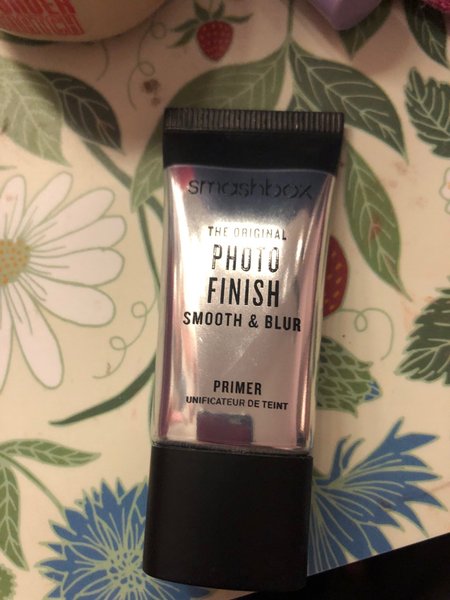 smashbox
THE ORIGINAL
PHOTO
FINISH
SMOOTH & BLUR
PRIMER
UNIFICATEUR DE TEINT